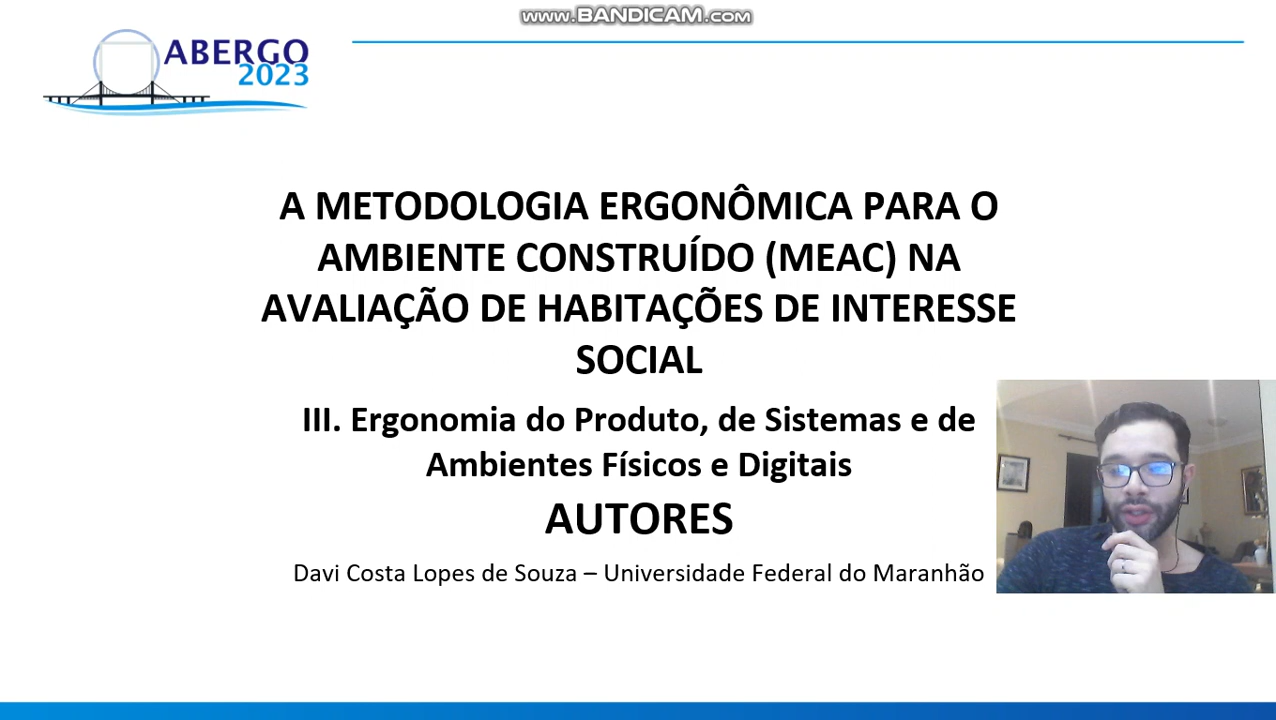 www.BANDICAM.com
ABERGO
2023
A METODOLOGIA ERGONÔMICA PARA O
AMBIENTE CONSTRUÍDO (MEAC) NA
AVALIAÇÃO DE HABITAÇÕES DE INTERESSE
SOCIAL
III. Ergonomia do Produto, de Sistemas e de
Ambientes Físicos e Digitais
AUTORES
Davi Costa Lopes de Souza – Universidade Federal do Maranhão